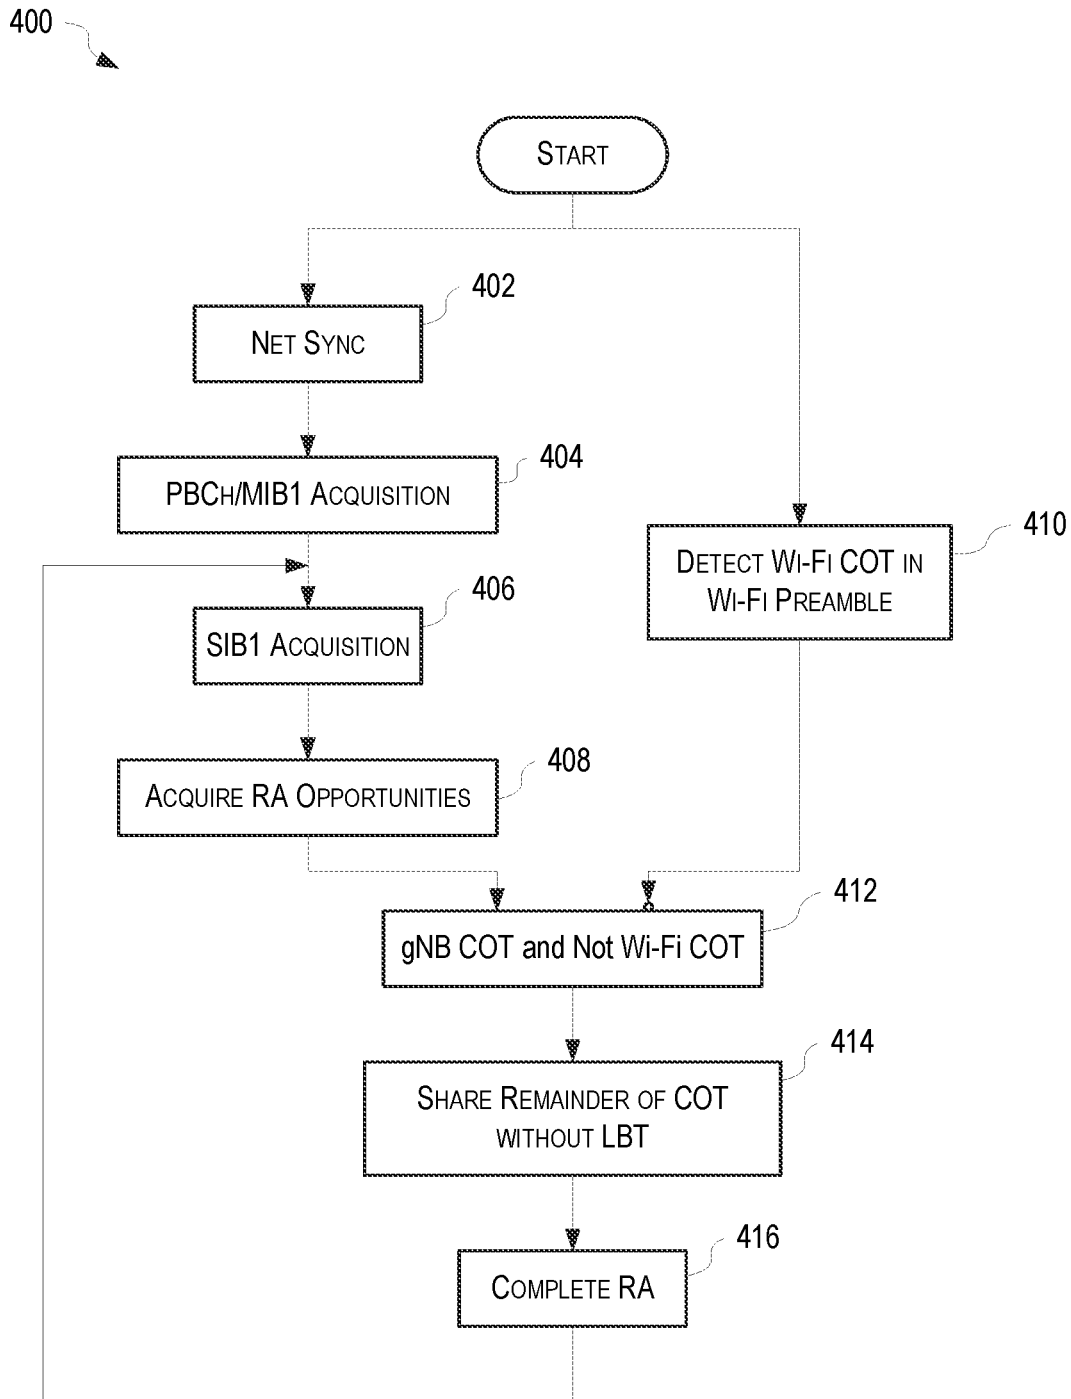 400
START
402
NET SYNC
404
PBCH/MIB1 ACQUISITION
410
DETECT WI-FI COT IN
WI-FI PREAMBLE
406
SIB1 ACQUISITION
408
ACQUIRE RA OPPORTUNITIES
412
gNB COT and Not Wi-Fi COT
414
SHARE REMAINDER OF COT
WITHOUT LBT
416
COMPLETE RA